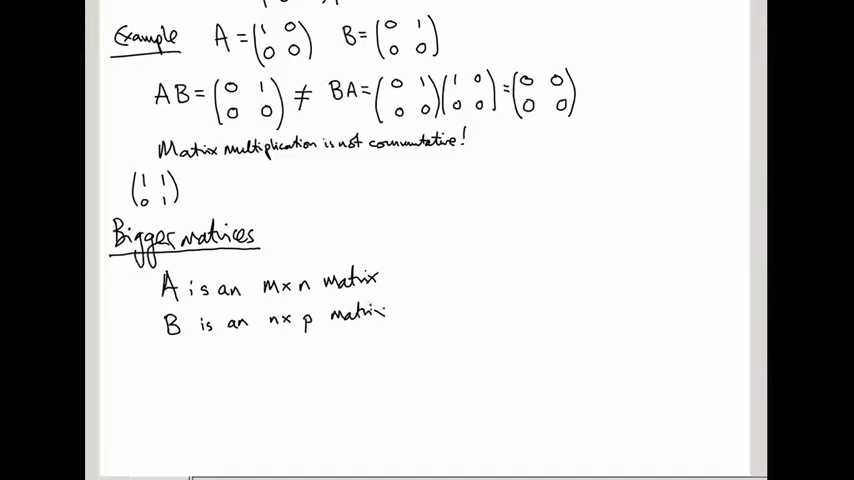 Example A = (1 0 0 0) B = (0 1 0 0)
AB = (0 1 0 0) ≠ BA = (0 1 0 0)(1 0 0 0) = (0 0 0 0)
Matrix multiplication is not commutative!
(1 1 0 1)
Bigger matrices
A is an m×n matrix
B is an n×p matrix